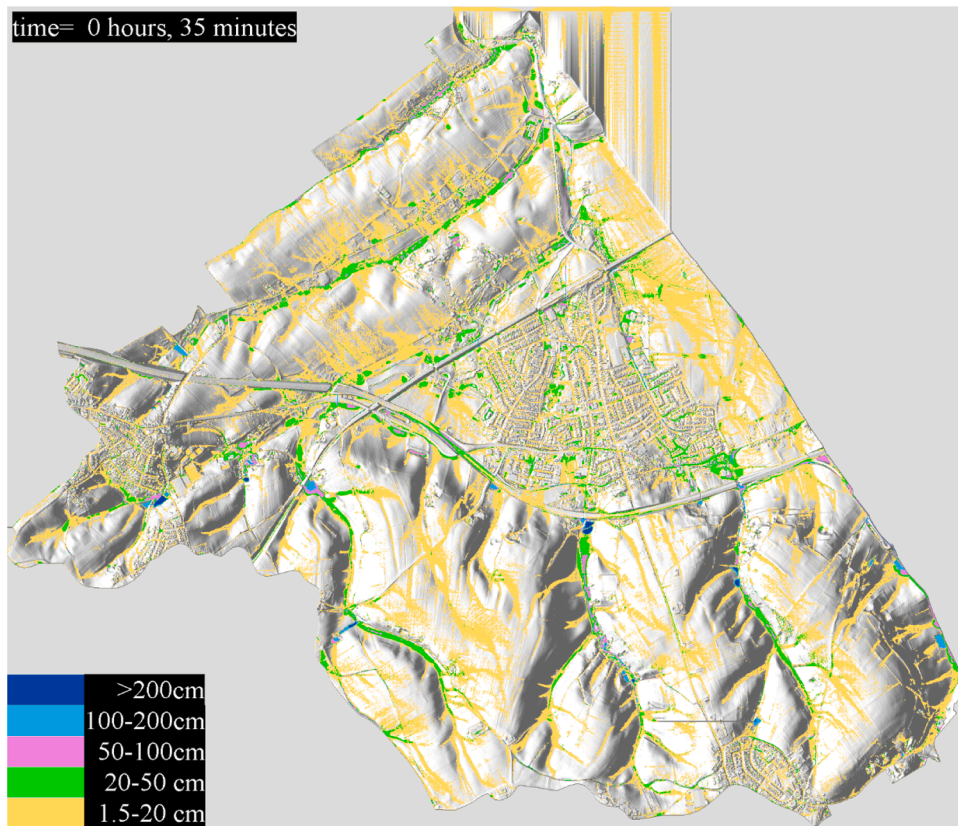 time= 0 hours, 35 minutes
>200cm
100-200cm
50-100cm
20-50 cm
1.5-20 cm